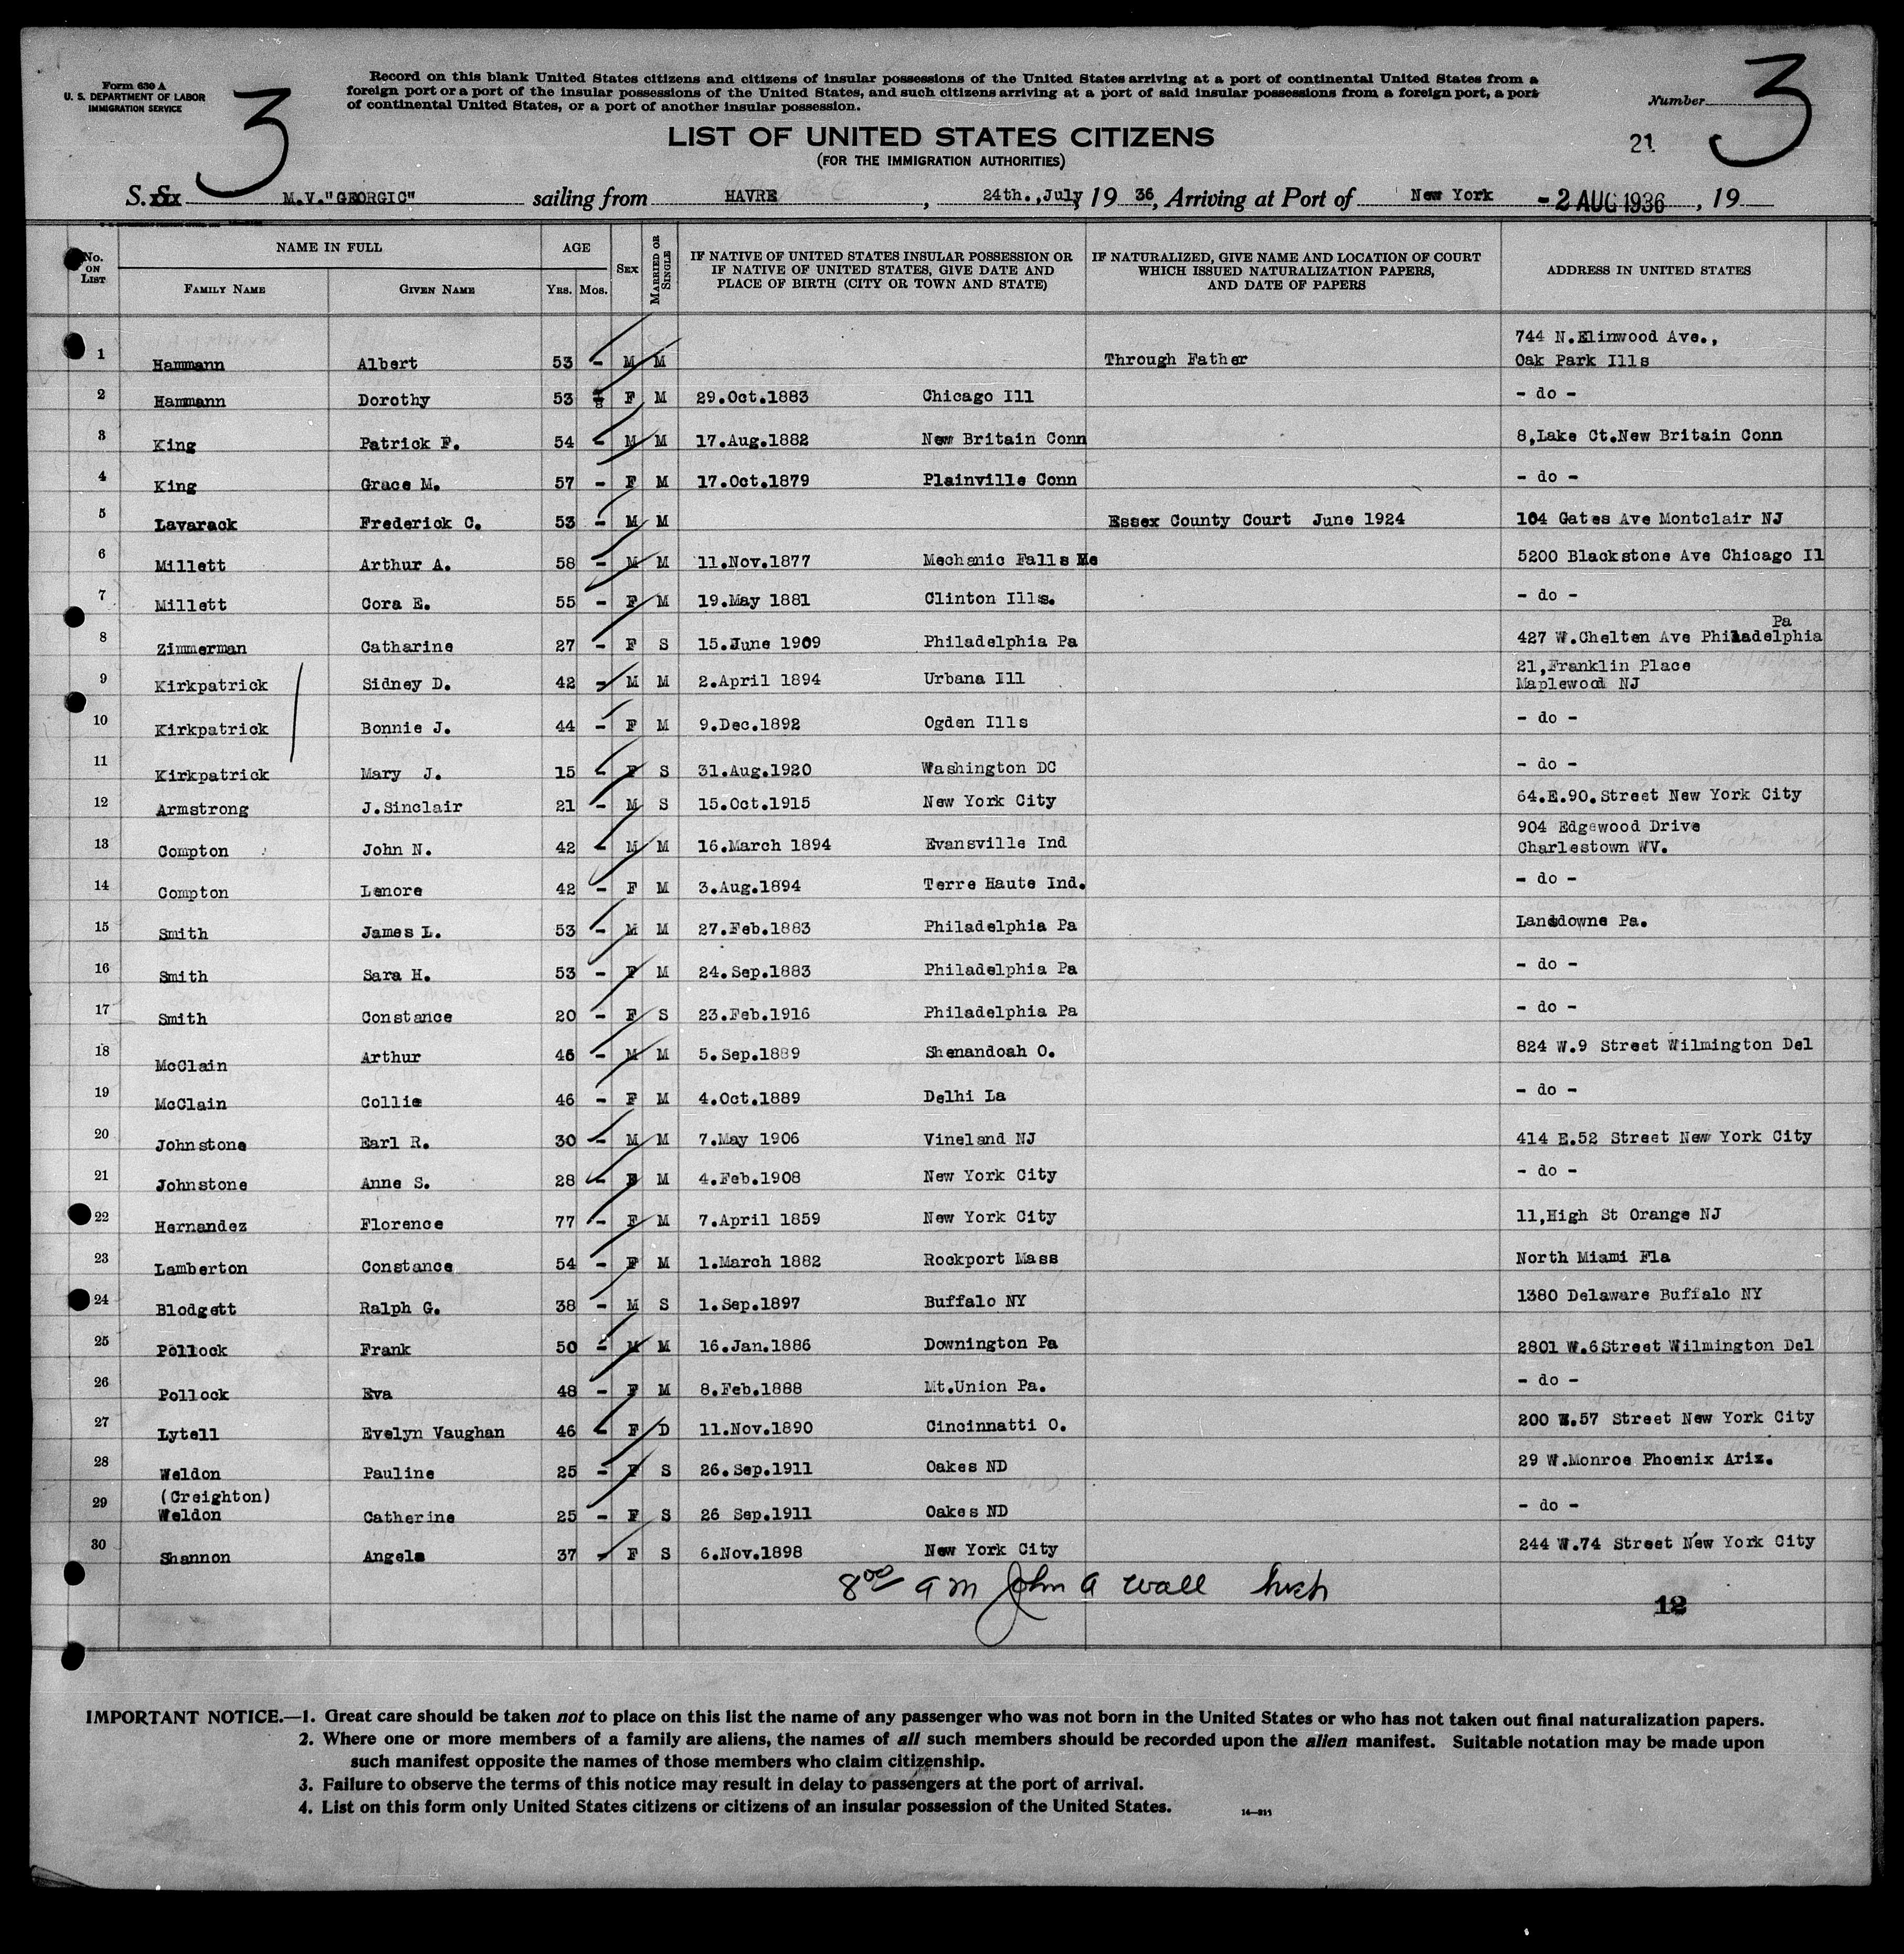 Form 630 A
U. S. DEPARTMENT OF LABOR
IMMIGRATION SERVICE
3
Record on this blank United States citizens and citizens of insular possessions of the United States arriving at a port of continental United States from a
foreign port or a port of the insular possessions of the United States, and such citizens arriving at a port of said insular possessions from a foreign port, a port
of continental United States, or a port of another insular possession.
Number 3
21
LIST OF UNITED STATES CITIZENS
(FOR THE IMMIGRATION AUTHORITIES)
S. M.V."GEORGIC" sailing from HAVRE , 24th.,July, 19 36, Arriving at Port of New York - 2 AUG 1936 , 19
No. ON LIST
NAME IN FULL
FAMILY NAME GIVEN NAME
AGE
YRS. MOS.
SEX
MARRIED OR SINGLE
IF NATIVE OF UNITED STATES INSULAR POSSESSION OR
IF NATIVE OF UNITED STATES, GIVE DATE AND
PLACE OF BIRTH (CITY OR TOWN AND STATE)
IF NATURALIZED, GIVE NAME AND LOCATION OF COURT
WHICH ISSUED NATURALIZATION PAPERS,
AND DATE OF PAPERS
ADDRESS IN UNITED STATES
744 N.Elinwood Ave.,
1 Hammann Albert 53 - M M Through Father Oak Park Ills
2 Hammann Dorothy 53 F M 29.Oct.1883 Chicago Ill - do -
3 King Patrick F. 54 - M M 17.Aug.1882 New Britain Conn 8,Lake Ct.New Britain Conn
4 King Grace M. 57 - F M 17.Oct.1879 Plainville Conn - do -
5 Lavarack Frederick C. 53 - M M Essex County Court June 1924 104 Gates Ave Montclair NJ
6 Millett Arthur A. 58 - M M 11.Nov.1877 Mechanic Falls Me 5200 Blackstone Ave Chicago Il
7 Millett Cora E. 55 - F M 19.May 1881 Clinton Ills. - do -
Pa
8 Zimmerman Catharine 27 - F S 15.June 1909 Philadelphia Pa 427 W.Chelten Ave Philadelphia
21,Franklin Place
9 Kirkpatrick Sidney D. 42 - M M 2.April 1894 Urbana Ill Maplewood NJ
10 Kirkpatrick Bonnie J. 44 - F M 9.Dec.1892 Ogden Ills - do -
11 Kirkpatrick Mary J. 15 - F S 31.Aug.1920 Washington DC - do -
12 Armstrong J.Sinclair 21 - M S 15.Oct.1915 New York City 64.E.90.Street New York City
904 Edgewood Drive
13 Compton John N. 42 - M M 16.March 1894 Evansville Ind Charlestown WV.
14 Compton Lenore 42 - F M 3.Aug.1894 Terre Haute Ind. - do -
15 Smith James L. 53 - M M 27.Feb.1883 Philadelphia Pa Landsdowne Pa.
16 Smith Sara H. 53 - F M 24.Sep.1883 Philadelphia Pa - do -
17 Smith Constance 20 - F S 23.Feb.1916 Philadelphia Pa - do -
18 McClain Arthur 46 - M M 5.Sep.1889 Shenandoah O. 824 W.9 Street Wilmington Del
19 McClain Collie 46 - F M 4.Oct.1889 Delhi La - do -
20 Johnstone Earl R. 30 - M M 7.May 1906 Vineland NJ 414 E.52 Street New York City
21 Johnstone Anne S. 28 - F M 4.Feb.1908 New York City - do -
22 Hernandez Florence 77 - F M 7.April 1859 New York City 11,High St Orange NJ
23 Lamberton Constance 54 - F M 1.March 1882 Rockport Mass North Miami Fla
24 Blodgett Ralph G. 38 - M S 1.Sep.1897 Buffalo NY 1380 Delaware Buffalo NY
25 Pollock Frank 50 - M M 16.Jan.1886 Downington Pa 2801 W.6Street Wilmington Del
26 Pollock Eva 48 - F M 8.Feb.1888 Mt.Union Pa. - do -
27 Lytell Evelyn Vaughan 46 - F D 11.Nov.1890 Cincinnatti O. 200 W.57 Street New York City
28 Weldon Pauline 25 - F S 26.Sep.1911 Oakes ND 29 W.Monroe Phoenix Ariz.
(Creighton)
29 Weldon Catherine 25 - F S 26 Sep.1911 Oakes ND - do -
30 Shannon Angela 37 - F S 6.Nov.1898 New York City 244 W.74 Street New York City
8 00 a m John A Wall Insp
12
IMPORTANT NOTICE.—1. Great care should be taken not to place on this list the name of any passenger who was not born in the United States or who has not taken out final naturalization papers.
2. Where one or more members of a family are aliens, the names of all such members should be recorded upon the alien manifest. Suitable notation may be made upon
such manifest opposite the names of those members who claim citizenship.
3. Failure to observe the terms of this notice may result in delay to passengers at the port of arrival.
4. List on this form only United States citizens or citizens of an insular possession of the United States.